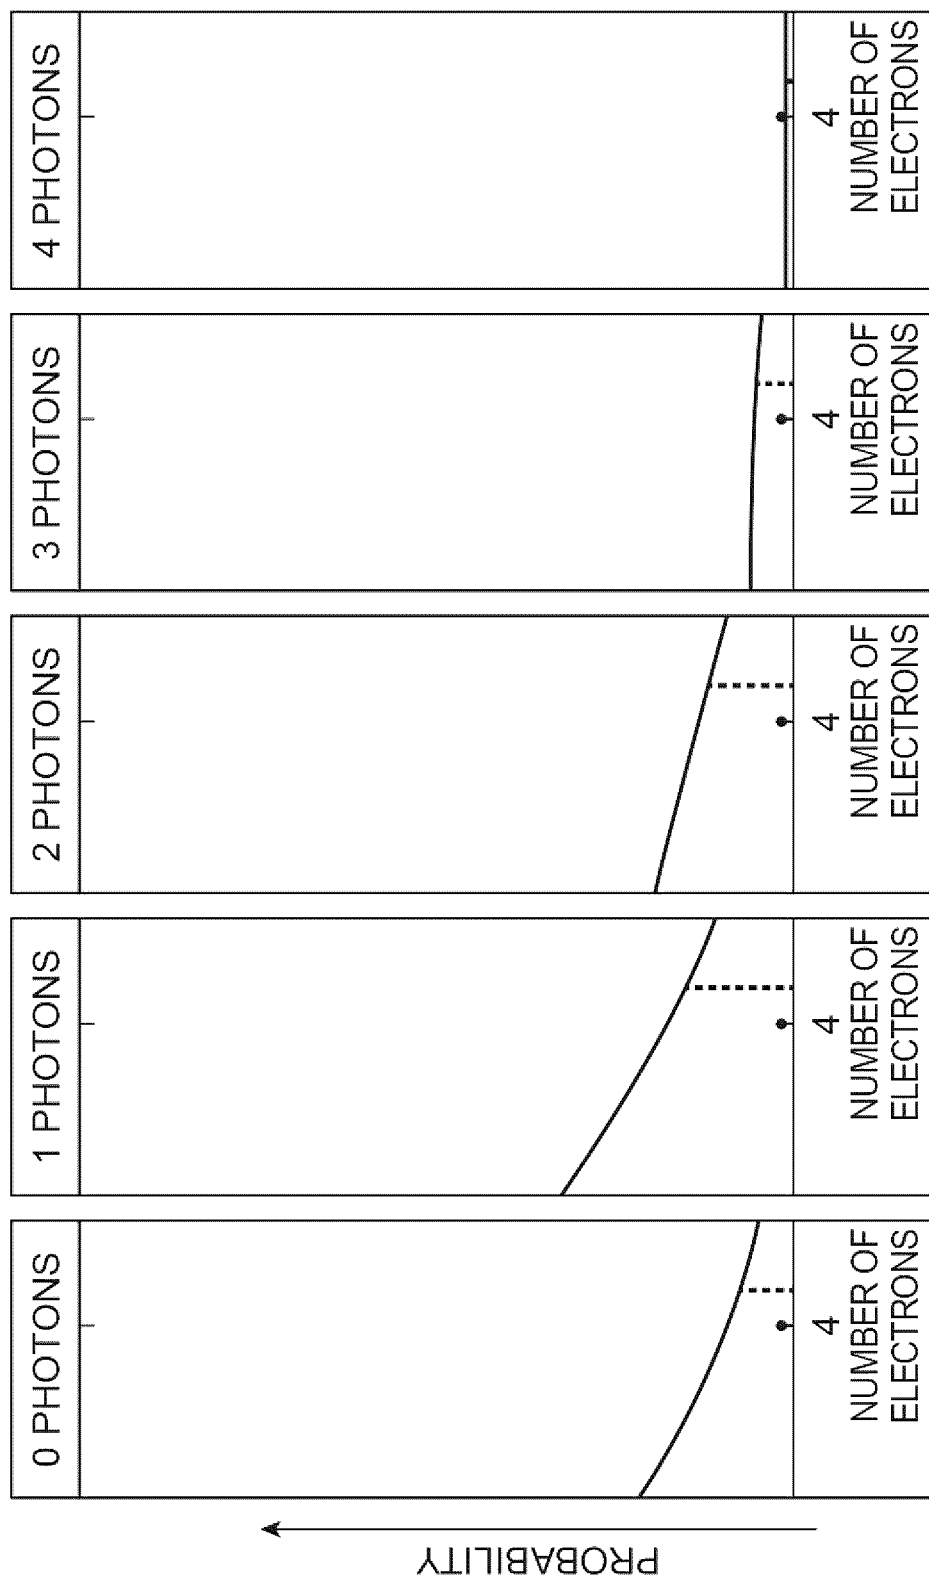 0 PHOTONS
1 PHOTONS
2 PHOTONS
3 PHOTONS
4 PHOTONS
PROBABILITY
4
NUMBER OF
ELECTRONS
4
NUMBER OF
ELECTRONS
4
NUMBER OF
ELECTRONS
4
NUMBER OF
ELECTRONS
4
NUMBER OF
ELECTRONS